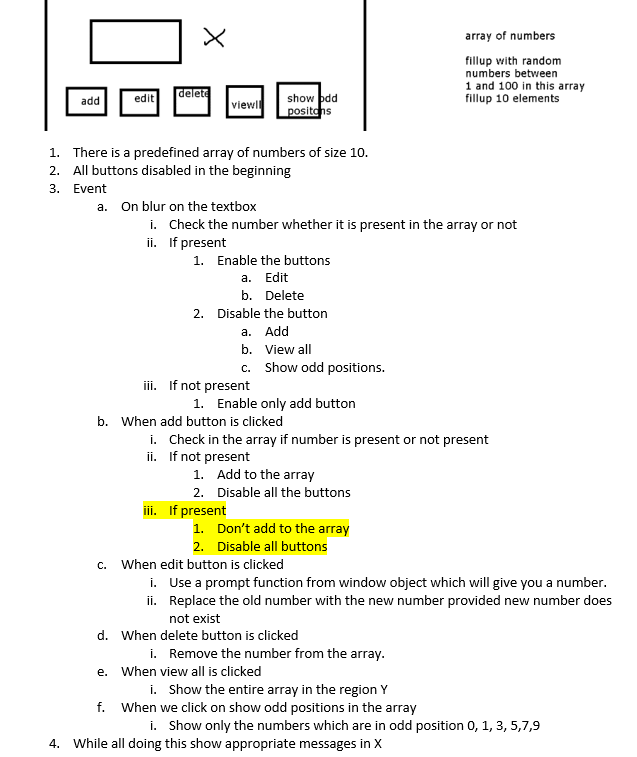 X
array of numbers
fillup with random
numbers between
1 and 100 in this array
fillup 10 elements
add
edit
delete
viewll
show odd
positons
1. There is a predefined array of numbers of size 10.
2. All buttons disabled in the beginning
3. Event
a. On blur on the textbox
i. Check the number whether it is present in the array or not
ii. If present
1. Enable the buttons
a. Edit
b. Delete
2. Disable the button
a. Add
b. View all
c. Show odd positions.
iii. If not present
1. Enable only add button
b. When add button is clicked
i. Check in the array if number is present or not present
ii. If not present
1. Add to the array
2. Disable all the buttons
iii. If present
1. Don't add to the array
2. Disable all buttons
c. When edit button is clicked
i. Use a prompt function from window object which will give you a number.
ii. Replace the old number with the new number provided new number does
not exist
d. When delete button is clicked
i. Remove the number from the array.
e. When view all is clicked
i. Show the entire array in the region Y
f. When we click on show odd positions in the array
i. Show only the numbers which are in odd position 0, 1, 3, 5,7,9
4. While all doing this show appropriate messages in X